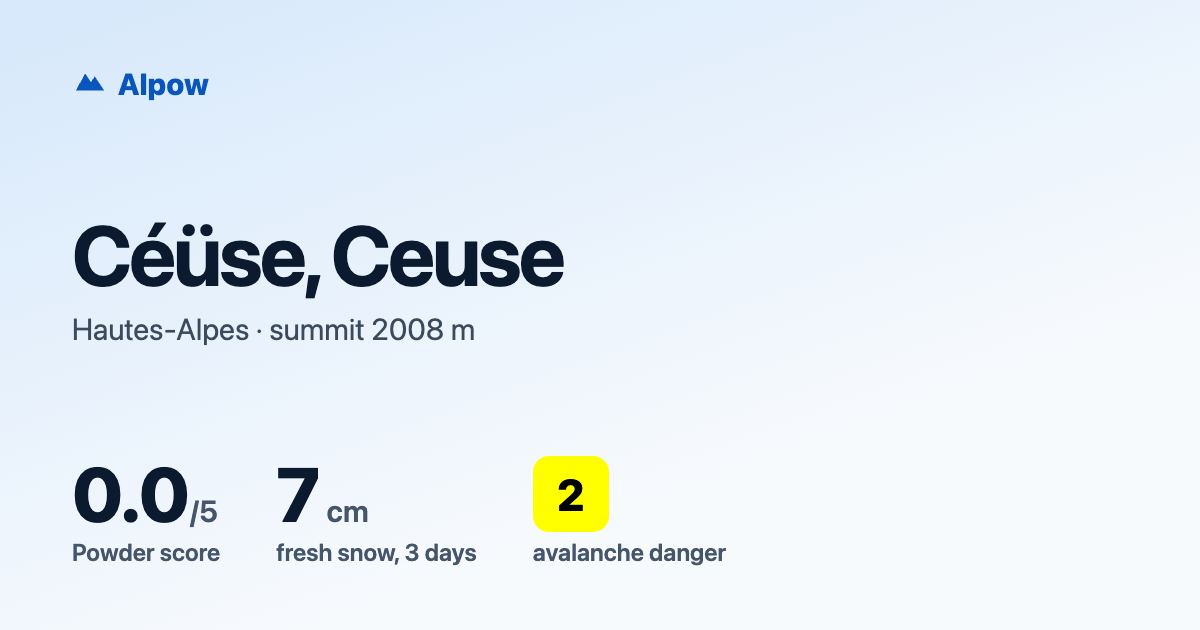 Alpow
Céüse, Ceuse
Hautes-Alpes · summit 2008 m
0.0/5 7 cm 2
Powder score fresh snow, 3 days avalanche danger